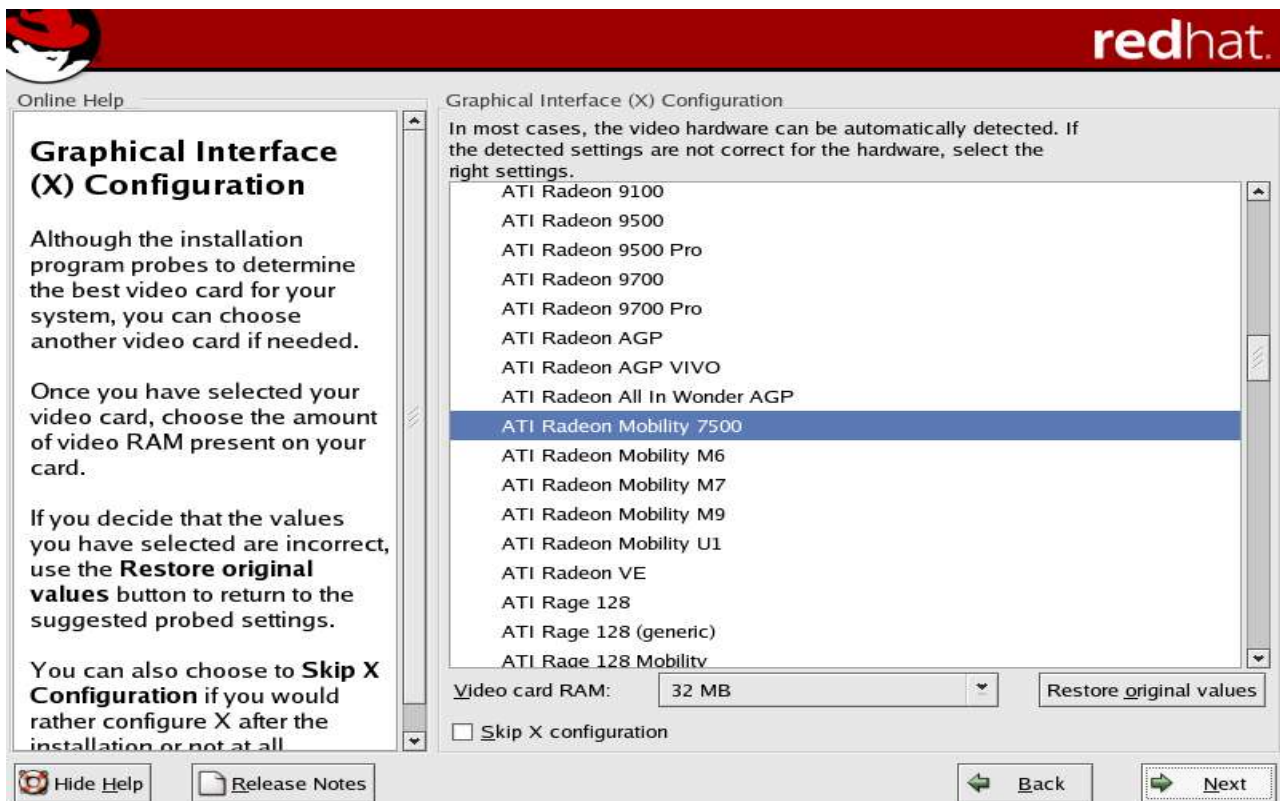 redhat.
Online Help
Graphical Interface
(X) Configuration
Although the installation
program probes to determine
the best video card for your
system, you can choose
another video card if needed.
Once you have selected your
video card, choose the amount
of video RAM present on your
card.
If you decide that the values
you have selected are incorrect,
use the Restore original
values button to return to the
suggested probed settings.
You can also choose to Skip X
Configuration if you would
rather configure X after the
installation or not at all
Graphical Interface (X) Configuration
In most cases, the video hardware can be automatically detected. If
the detected settings are not correct for the hardware, select the
right settings.
ATI Radeon 9100
ATI Radeon 9500
ATI Radeon 9500 Pro
ATI Radeon 9700
ATI Radeon 9700 Pro
ATI Radeon AGP
ATI Radeon AGP VIVO
ATI Radeon All In Wonder AGP
ATI Radeon Mobility 7500
ATI Radeon Mobility M6
ATI Radeon Mobility M7
ATI Radeon Mobility M9
ATI Radeon Mobility U1
ATI Radeon VE
ATI Rage 128
ATI Rage 128 (generic)
ATI Rage 128 Mobility
Video card RAM: 32 MB Restore original values
Skip X configuration
Hide Help Release Notes Back Next